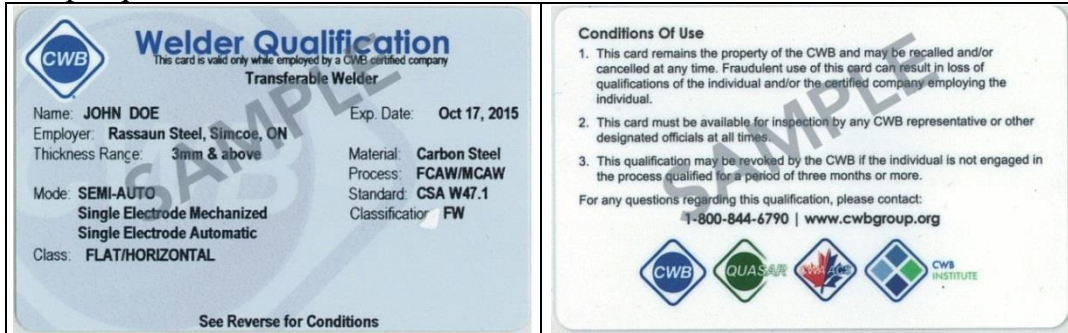 Welder Qualification
This card is valid only while employed by a CWB certified company
Transferable Welder
CWB
Name: JOHN DOE
Exp. Date: Oct 17, 2015
Employer: Rassaun Steel, Simcoe, ON
Thickness Range: 3mm & above
Material: Carbon Steel
Process: FCAW/MCAW
Mode: SEMI-AUTO
Standard: CSA W47.1
Single Electrode Mechanized
Classification FW
Single Electrode Automatic
Class: FLAT/HORIZONTAL
See Reverse for Conditions
SAMPLE
Conditions Of Use
1. This card remains the property of the CWB and may be recalled and/or
cancelled at any time. Fraudulent use of this card can result in loss of
qualifications of the individual and/or the certified company employing the
individual.
2. This card must be available for inspection by any CWB representative or other
designated officials at all times.
3. This qualification may be revoked by the CWB if the individual is not engaged in
the process qualified for a period of three months or more.
For any questions regarding this qualification, please contact:
1-800-844-6790 | www.cwbgroup.org
CWB
QUASAR
CWA ACS
CWB
INSTITUTE
SAMPLE